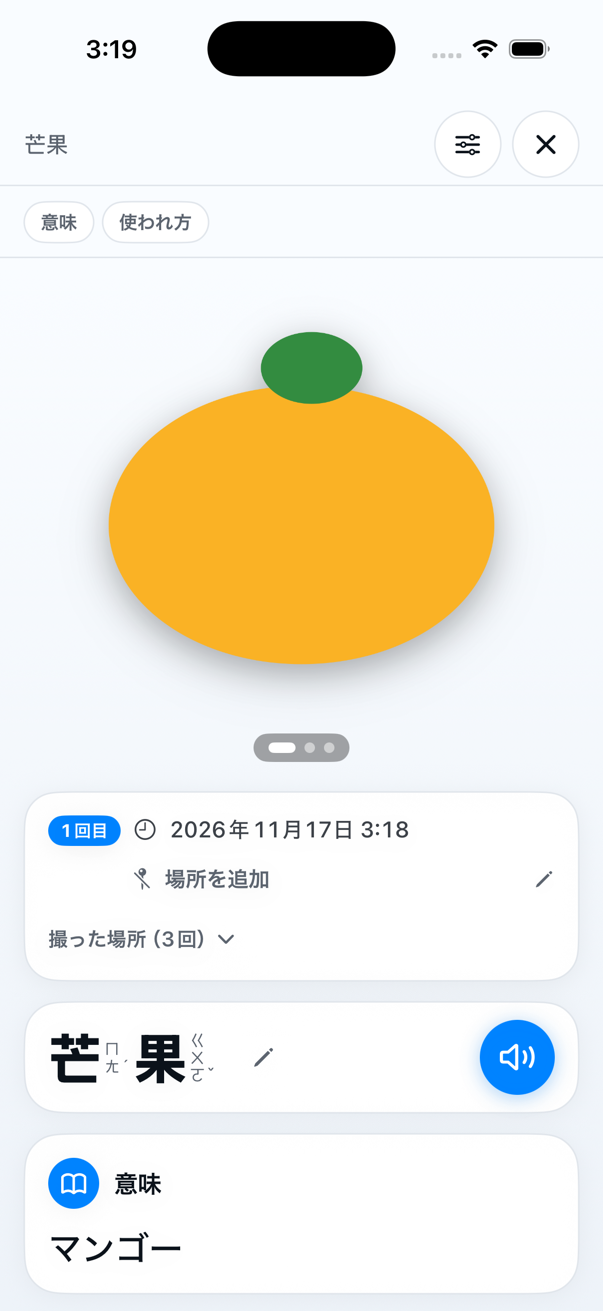 3:19
芒果
意味 使われ方
1回目 2026年11月17日 3:18
場所を追加
撮った場所 (3回)
芒ㄇㄤˊ果ㄍㄨㄛˇ
意味
マンゴー